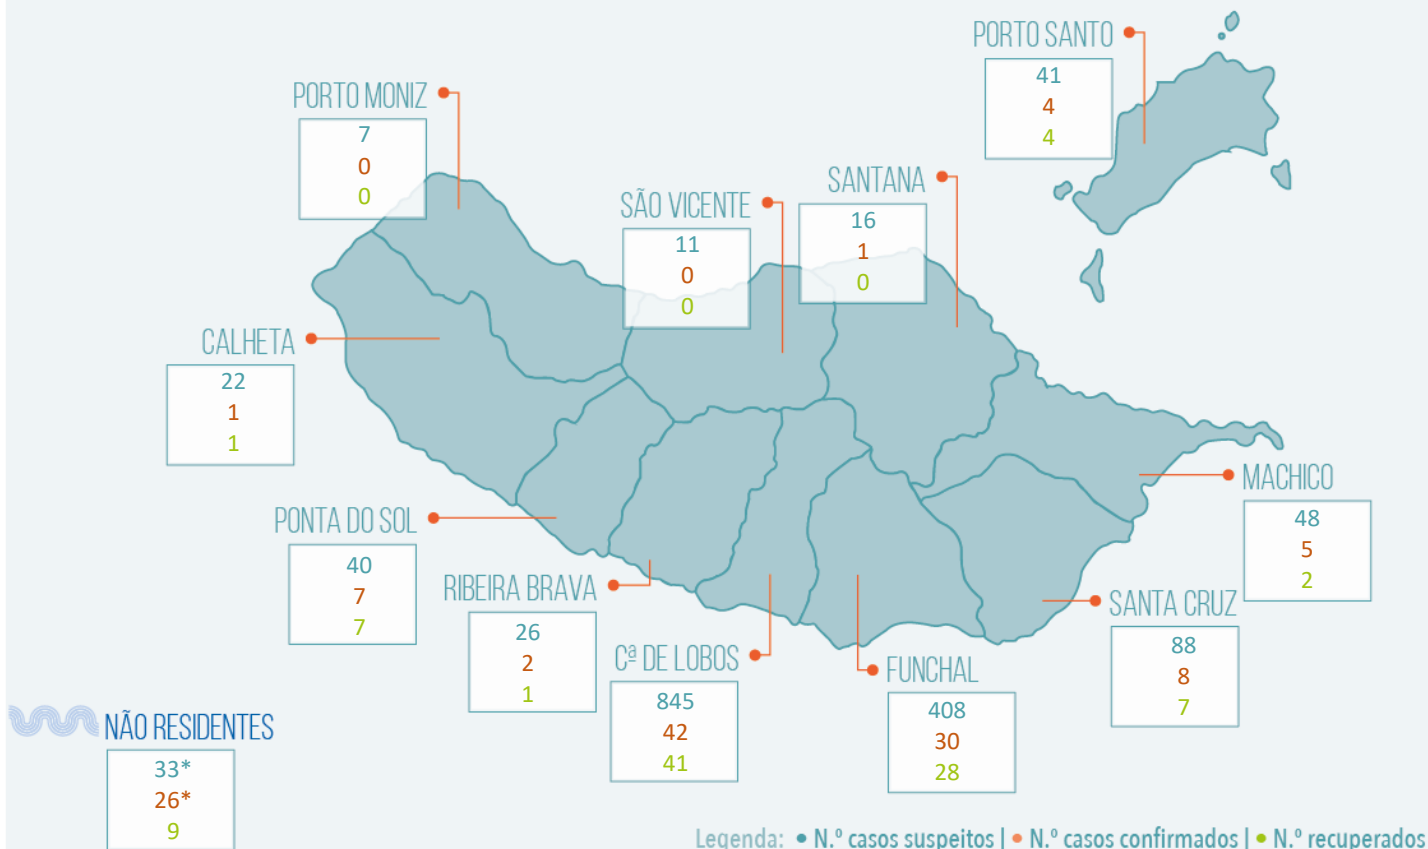 PORTO SANTO
41
4
4
PORTO MONIZ
7
0
0
SANTANA
16
1
0
SÃO VICENTE
11
0
0
CALHETA
22
1
1
MACHICO
48
5
2
PONTA DO SOL
40
7
7
RIBEIRA BRAVA
26
2
1
SANTA CRUZ
88
8
7
Cª DE LOBOS
845
42
41
FUNCHAL
408
30
28
NÃO RESIDENTES
33*
26*
9
Legenda: • N.º casos suspeitos | • N.º casos confirmados | • N.º recuperados